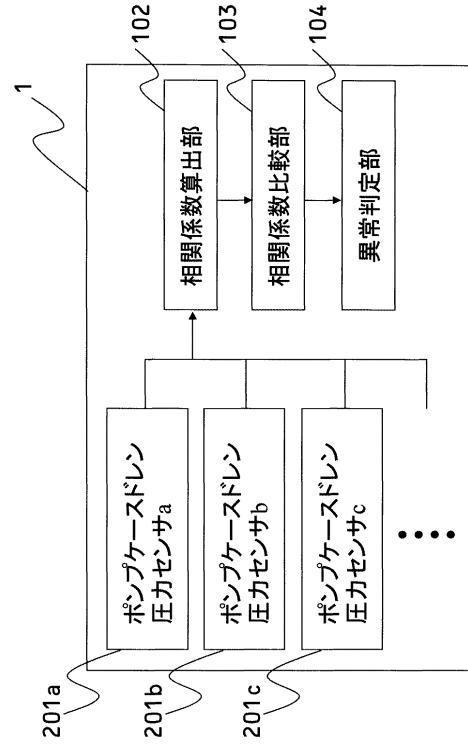 1
201a
ポンプケースドレン
圧力センサa
201b
ポンプケースドレン
圧力センサb
201c
ポンプケースドレン
圧力センサc
102
相関係数算出部
103
相関係数比較部
104
異常判定部